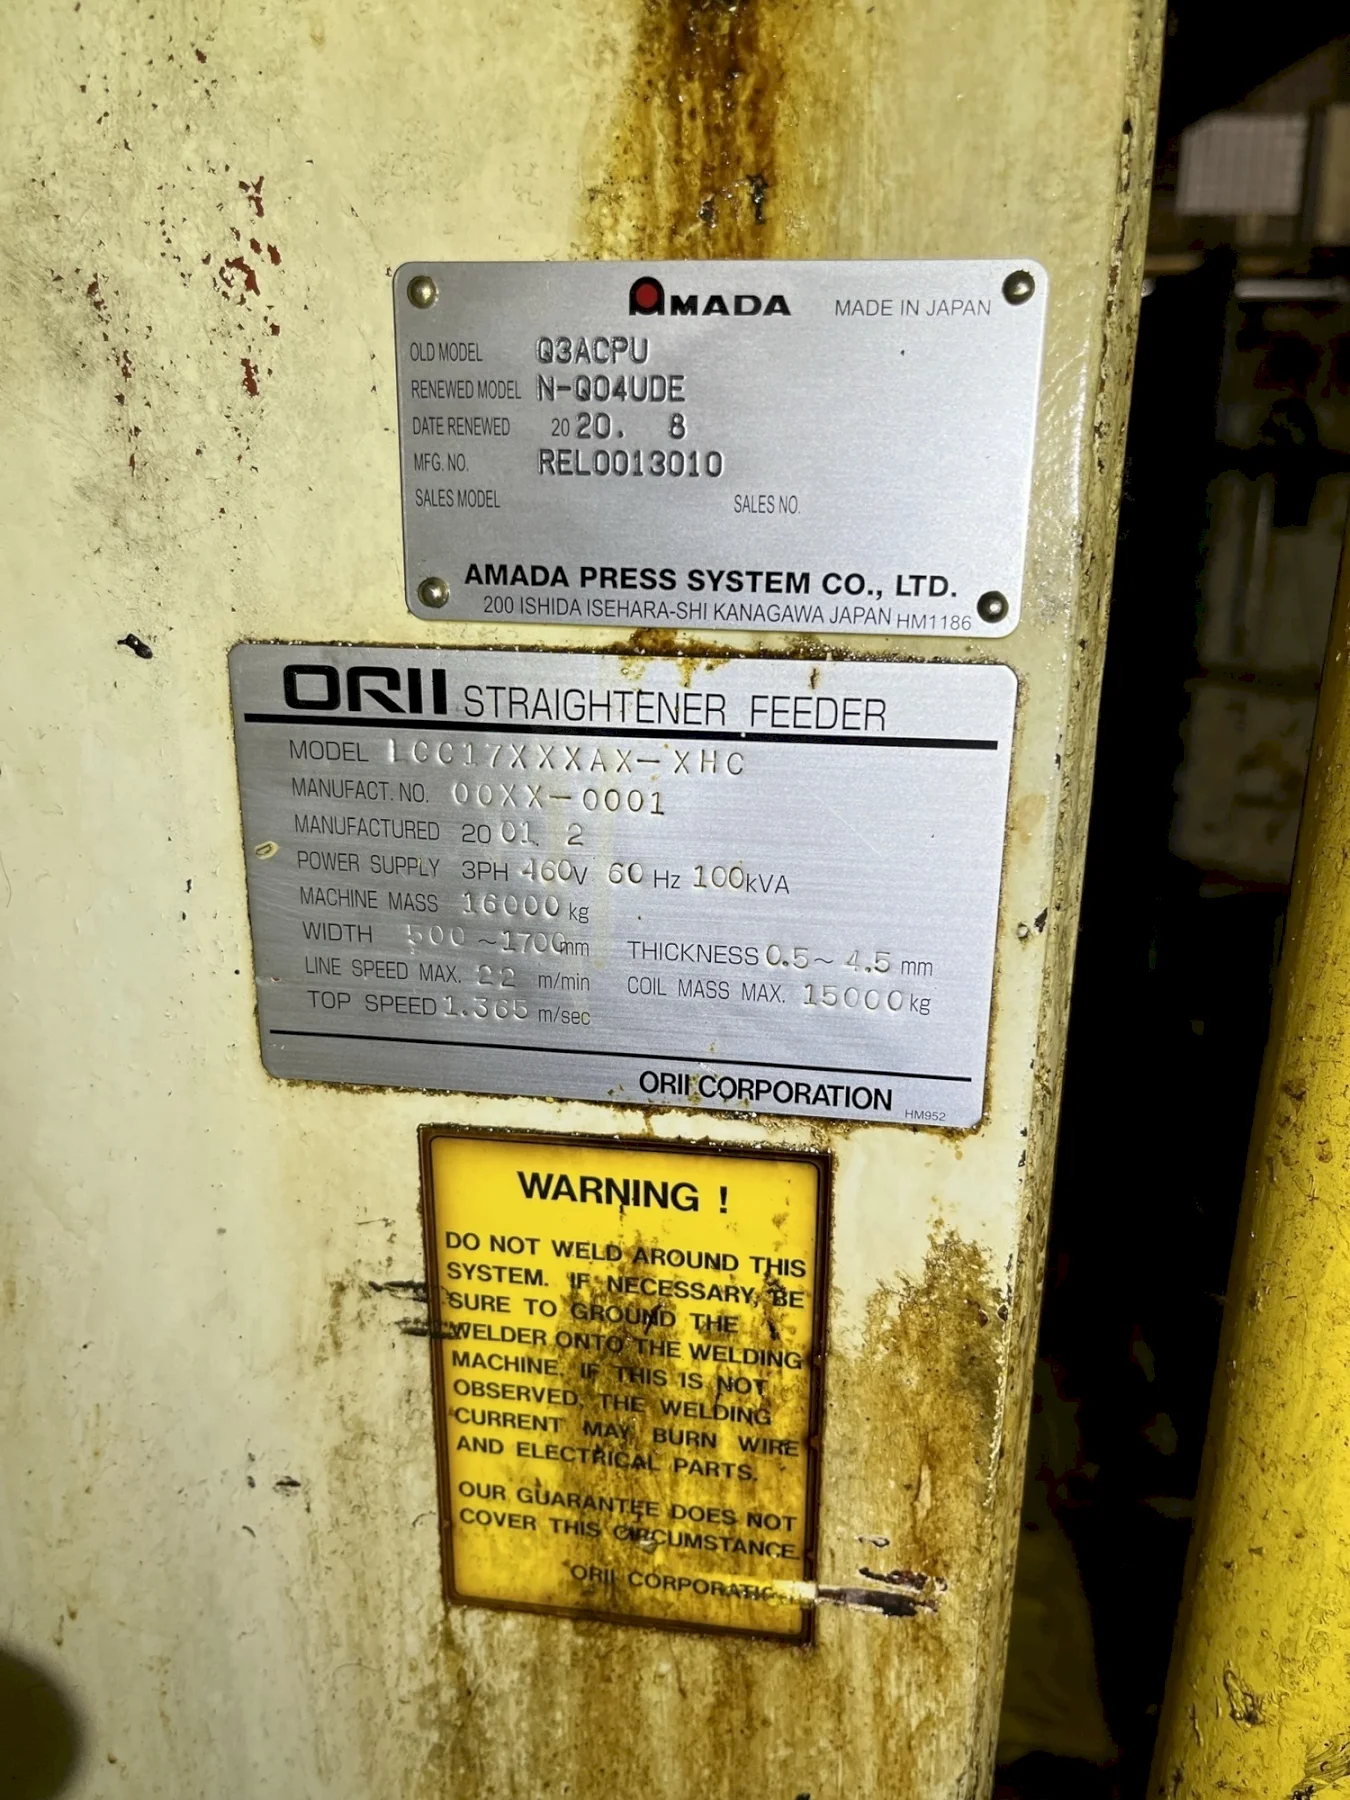 AMADA MADE IN JAPAN
OLD MODEL Q3ACPU
RENEWED MODEL N-Q04UDE
DATE RENEWED 20 20. 8
MFG. NO. REL0013010
SALES MODEL SALES NO.
AMADA PRESS SYSTEM CO., LTD.
200 ISHIDA ISEHARA-SHI KANAGAWA JAPAN HM1186
ORII STRAIGHTENER FEEDER
MODEL LCC17XXXAX-XHC
MANUFACT. NO. 00XX-0001
MANUFACTURED 20 01. 2
POWER SUPPLY 3PH 460V 60 Hz 100kVA
MACHINE MASS 16000 kg
WIDTH 500 ~1700mm THICKNESS 0.5~ 4.5 mm
LINE SPEED MAX. 22 m/min COIL MASS MAX. 15000kg
TOP SPEED 1.365 m/sec
ORII CORPORATION
HM952
WARNING !
DO NOT WELD AROUND THIS
SYSTEM. IF NECESSARY, BE
SURE TO GROUND THE
WELDER ONTO THE WELDING
MACHINE. IF THIS IS NOT
OBSERVED, THE WELDING
CURRENT MAY BURN WIRE
AND ELECTRICAL PARTS.
OUR GUARANTEE DOES NOT
COVER THIS CIRCUMSTANCE.
ORII